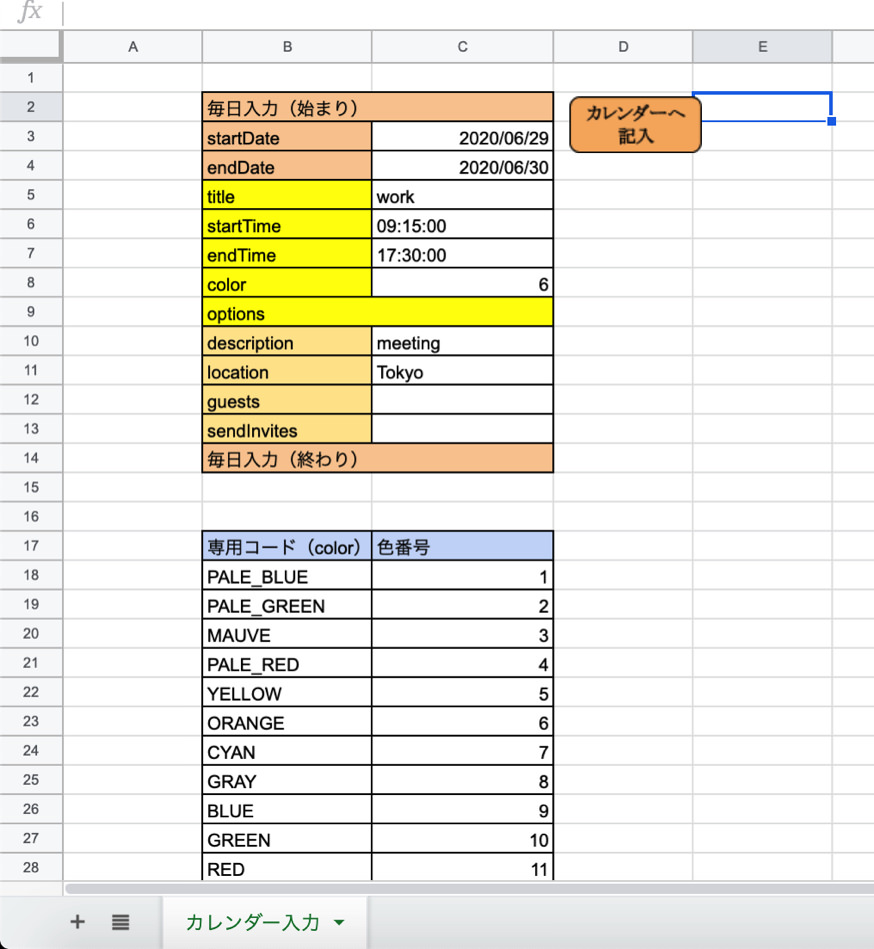 fx
A B C D E
1
2 毎日入力（始まり） カレンダーへ
記入
3 startDate 2020/06/29
4 endDate 2020/06/30
5 title work
6 startTime 09:15:00
7 endTime 17:30:00
8 color 6
9 options
10 description meeting
11 location Tokyo
12 guests
13 sendInvites
14 毎日入力（終わり）
15
16
17 専用コード（color） 色番号
18 PALE_BLUE 1
19 PALE_GREEN 2
20 MAUVE 3
21 PALE_RED 4
22 YELLOW 5
23 ORANGE 6
24 CYAN 7
25 GRAY 8
26 BLUE 9
27 GREEN 10
28 RED 11
カレンダー入力